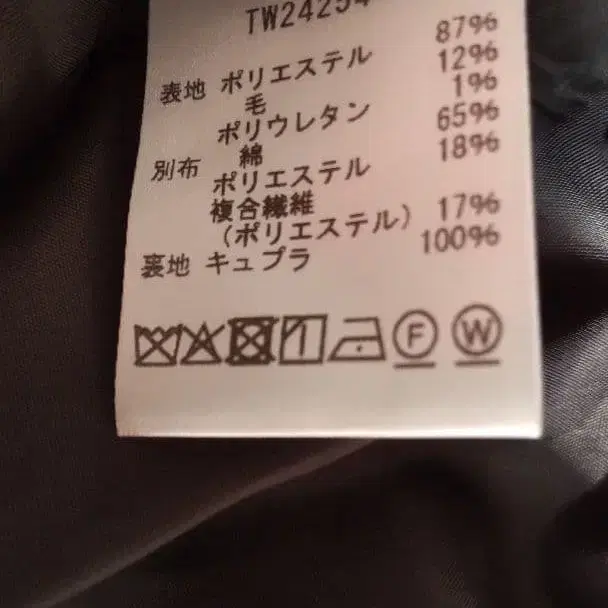 TW24254
表地 ポリエステル 87%
毛 12%
ポリウレタン 1%
別布 綿 65%
ポリエステル 18%
複合繊維
(ポリエステル) 17%
裏地 キュプラ 100%
F W